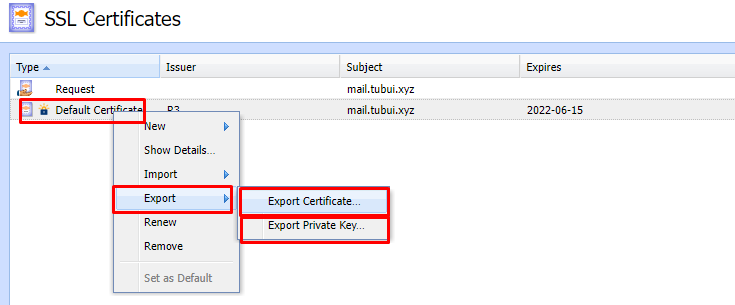 SSL Certificates
Type Issuer Subject Expires
Request mail.tubui.xyz
Default Certificate R3 mail.tubui.xyz 2022-06-15
New
Show Details...
Import
Export
Export Certificate...
Export Private Key...
Renew
Remove
Set as Default